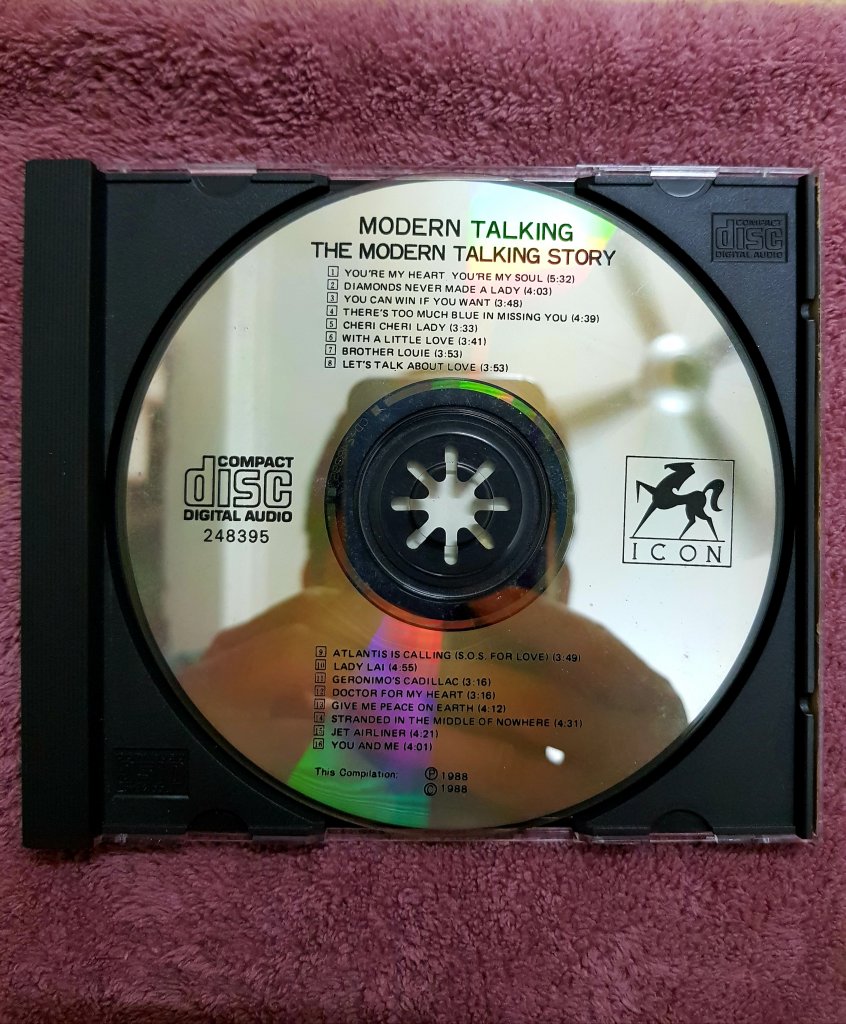 MODERN TALKING
THE MODERN TALKING STORY
1 YOU'RE MY HEART YOU'RE MY SOUL (5:32)
2 DIAMONDS NEVER MADE A LADY (4:03)
3 YOU CAN WIN IF YOU WANT (3:48)
4 THERE'S TOO MUCH BLUE IN MISSING YOU (4:39)
5 CHERI CHERI LADY (3:33)
6 WITH A LITTLE LOVE (3:41)
7 BROTHER LOUIE (3:53)
8 LET'S TALK ABOUT LOVE (3:53)
COMPACT
disc
DIGITAL AUDIO
COMPACT
disc
DIGITAL AUDIO
248395
ICON
9 ATLANTIS IS CALLING (S.O.S. FOR LOVE) (3:49)
10 LADY LAI (4:55)
11 GERONIMO'S CADILLAC (3:16)
12 DOCTOR FOR MY HEART (3:16)
13 GIVE ME PEACE ON EARTH (4:12)
14 STRANDED IN THE MIDDLE OF NOWHERE (4:31)
15 JET AIRLINER (4:21)
16 YOU AND ME (4:01)
This Compilation: Ⓟ 1988
© 1988